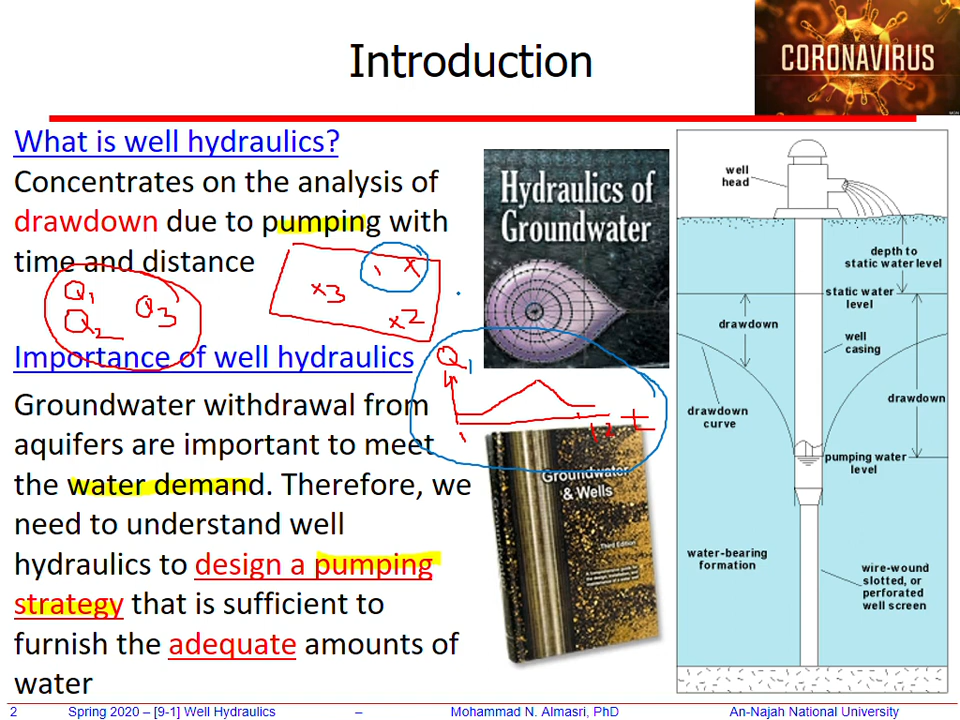 Introduction
CORONAVIRUS
What is well hydraulics?
Concentrates on the analysis of
drawdown due to pumping with
time and distance
Q1
Q2
Q3
1 x
x3
x2
Importance of well hydraulics
Groundwater withdrawal from
aquifers are important to meet
the water demand. Therefore, we
need to understand well
hydraulics to design a pumping
strategy that is sufficient to
furnish the adequate amounts of
water
Hydraulics of
Groundwater
Q1
1
12
t
Groundwater
& Wells
Third Edition
well
head
depth to
static water level
static water
level
drawdown
well
casing
drawdown
drawdown
curve
pumping water
level
water-bearing
formation
wire-wound
slotted, or
perforated
well screen
2 Spring 2020 – [9-1] Well Hydraulics – Mohammad N. Almasri, PhD An-Najah National University